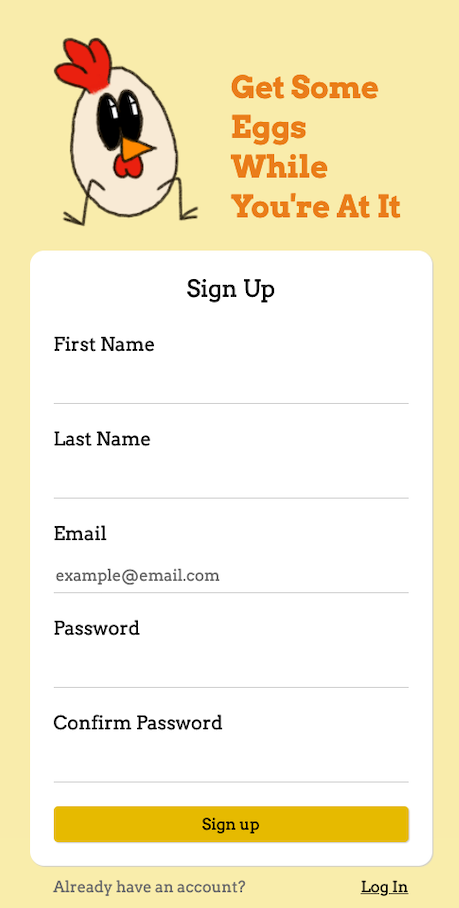 Get Some
Eggs
While
You're At It
Sign Up
First Name
Last Name
Email
example@email.com
Password
Confirm Password
Sign up
Already have an account? Log In